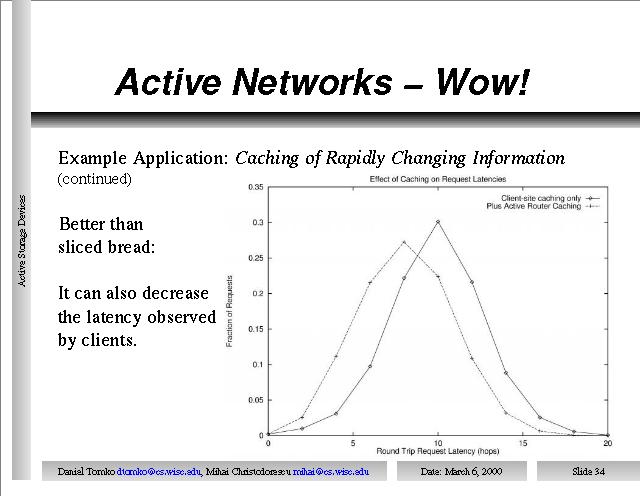 Active Networks – Wow!
Example Application: Caching of Rapidly Changing Information
(continued)
Better than
sliced bread:
It can also decrease
the latency observed
by clients.
Active Storage Devices
Effect of Caching on Request Latencies
Client-site caching only
Plus Active Router Caching
Fraction of Requests
0.35
0.3
0.25
0.2
0.15
0.1
0.05
0
0 5 10 15 20
Round Trip Request Latency (hops)
Daniel Tomko dtomko@cs.wisc.edu, Mihai Christodorescu mihai@cs.wisc.edu
Date: March 6, 2000
Slide 34